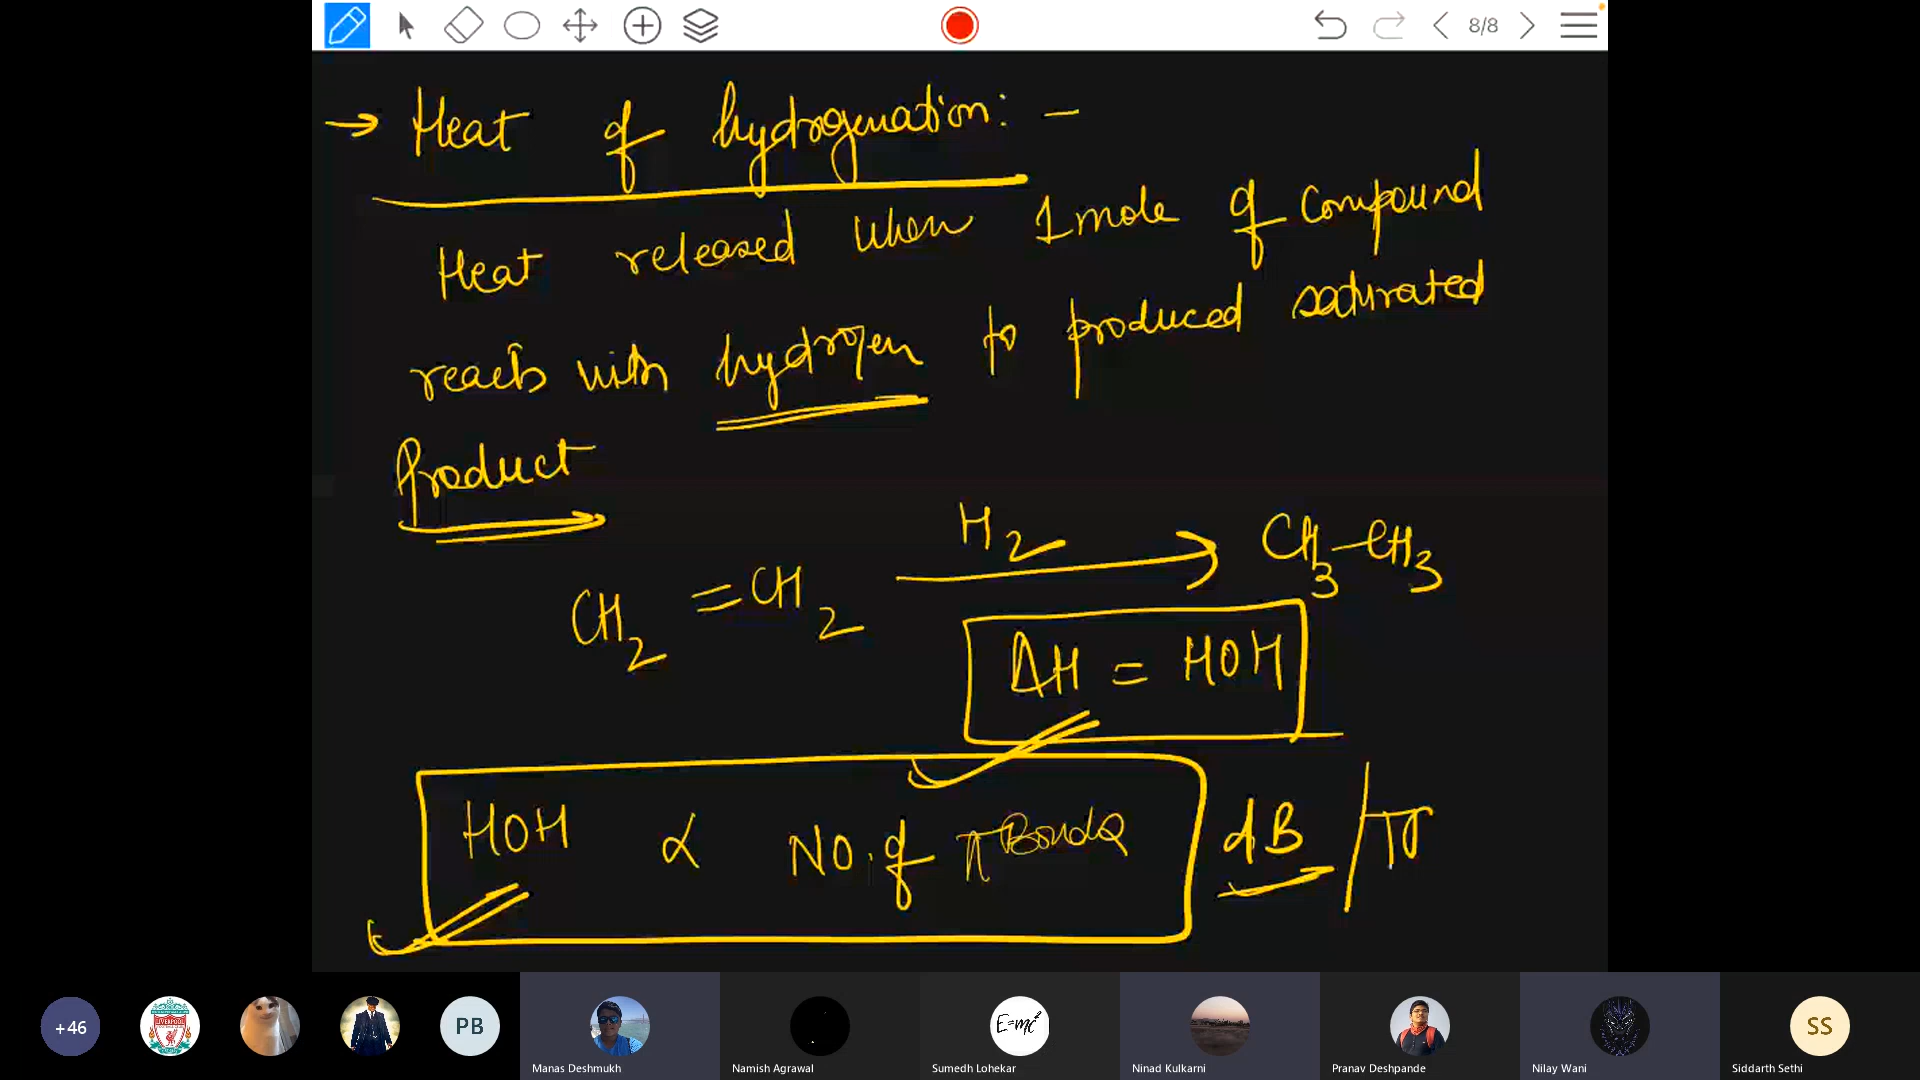 8/8
→ Heat of hydrogenation: -
Heat released when 1 mole of compound
reacts with hydrogen to produced saturated
Product
CH2 = CH2 H2 → CH3-CH3
ΔH = HOH
HOH ∝ NO. of π Bonds dB / π
+46
LIVERPOOL
PB
E=mc²
SS
Manas Deshmukh
Namish Agrawal
Sumedh Lohekar
Ninad Kulkarni
Pranav Deshpande
Nilay Wani
Siddarth Sethi